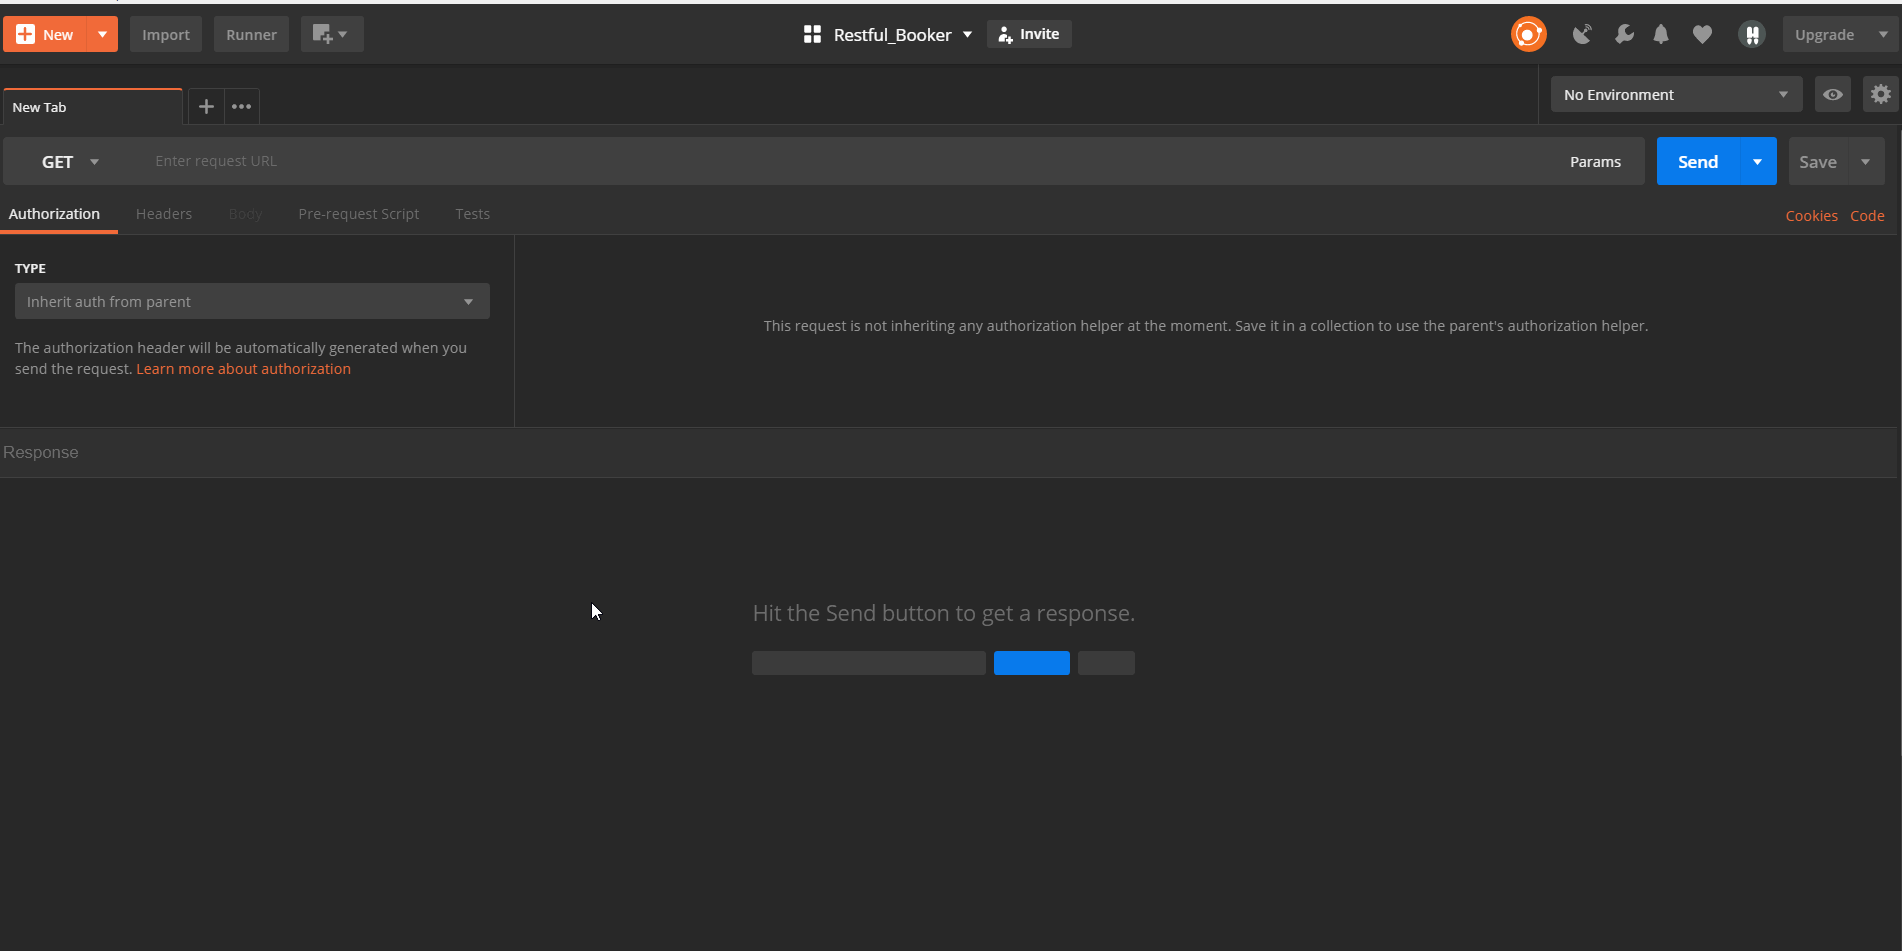 New Import Runner Restful_Booker Invite Upgrade
New Tab No Environment
GET Enter request URL Params Send Save
Authorization Headers Body Pre-request Script Tests Cookies Code
TYPE
Inherit auth from parent
The authorization header will be automatically generated when you
send the request. Learn more about authorization
This request is not inheriting any authorization helper at the moment. Save it in a collection to use the parent's authorization helper.
Response
Hit the Send button to get a response.